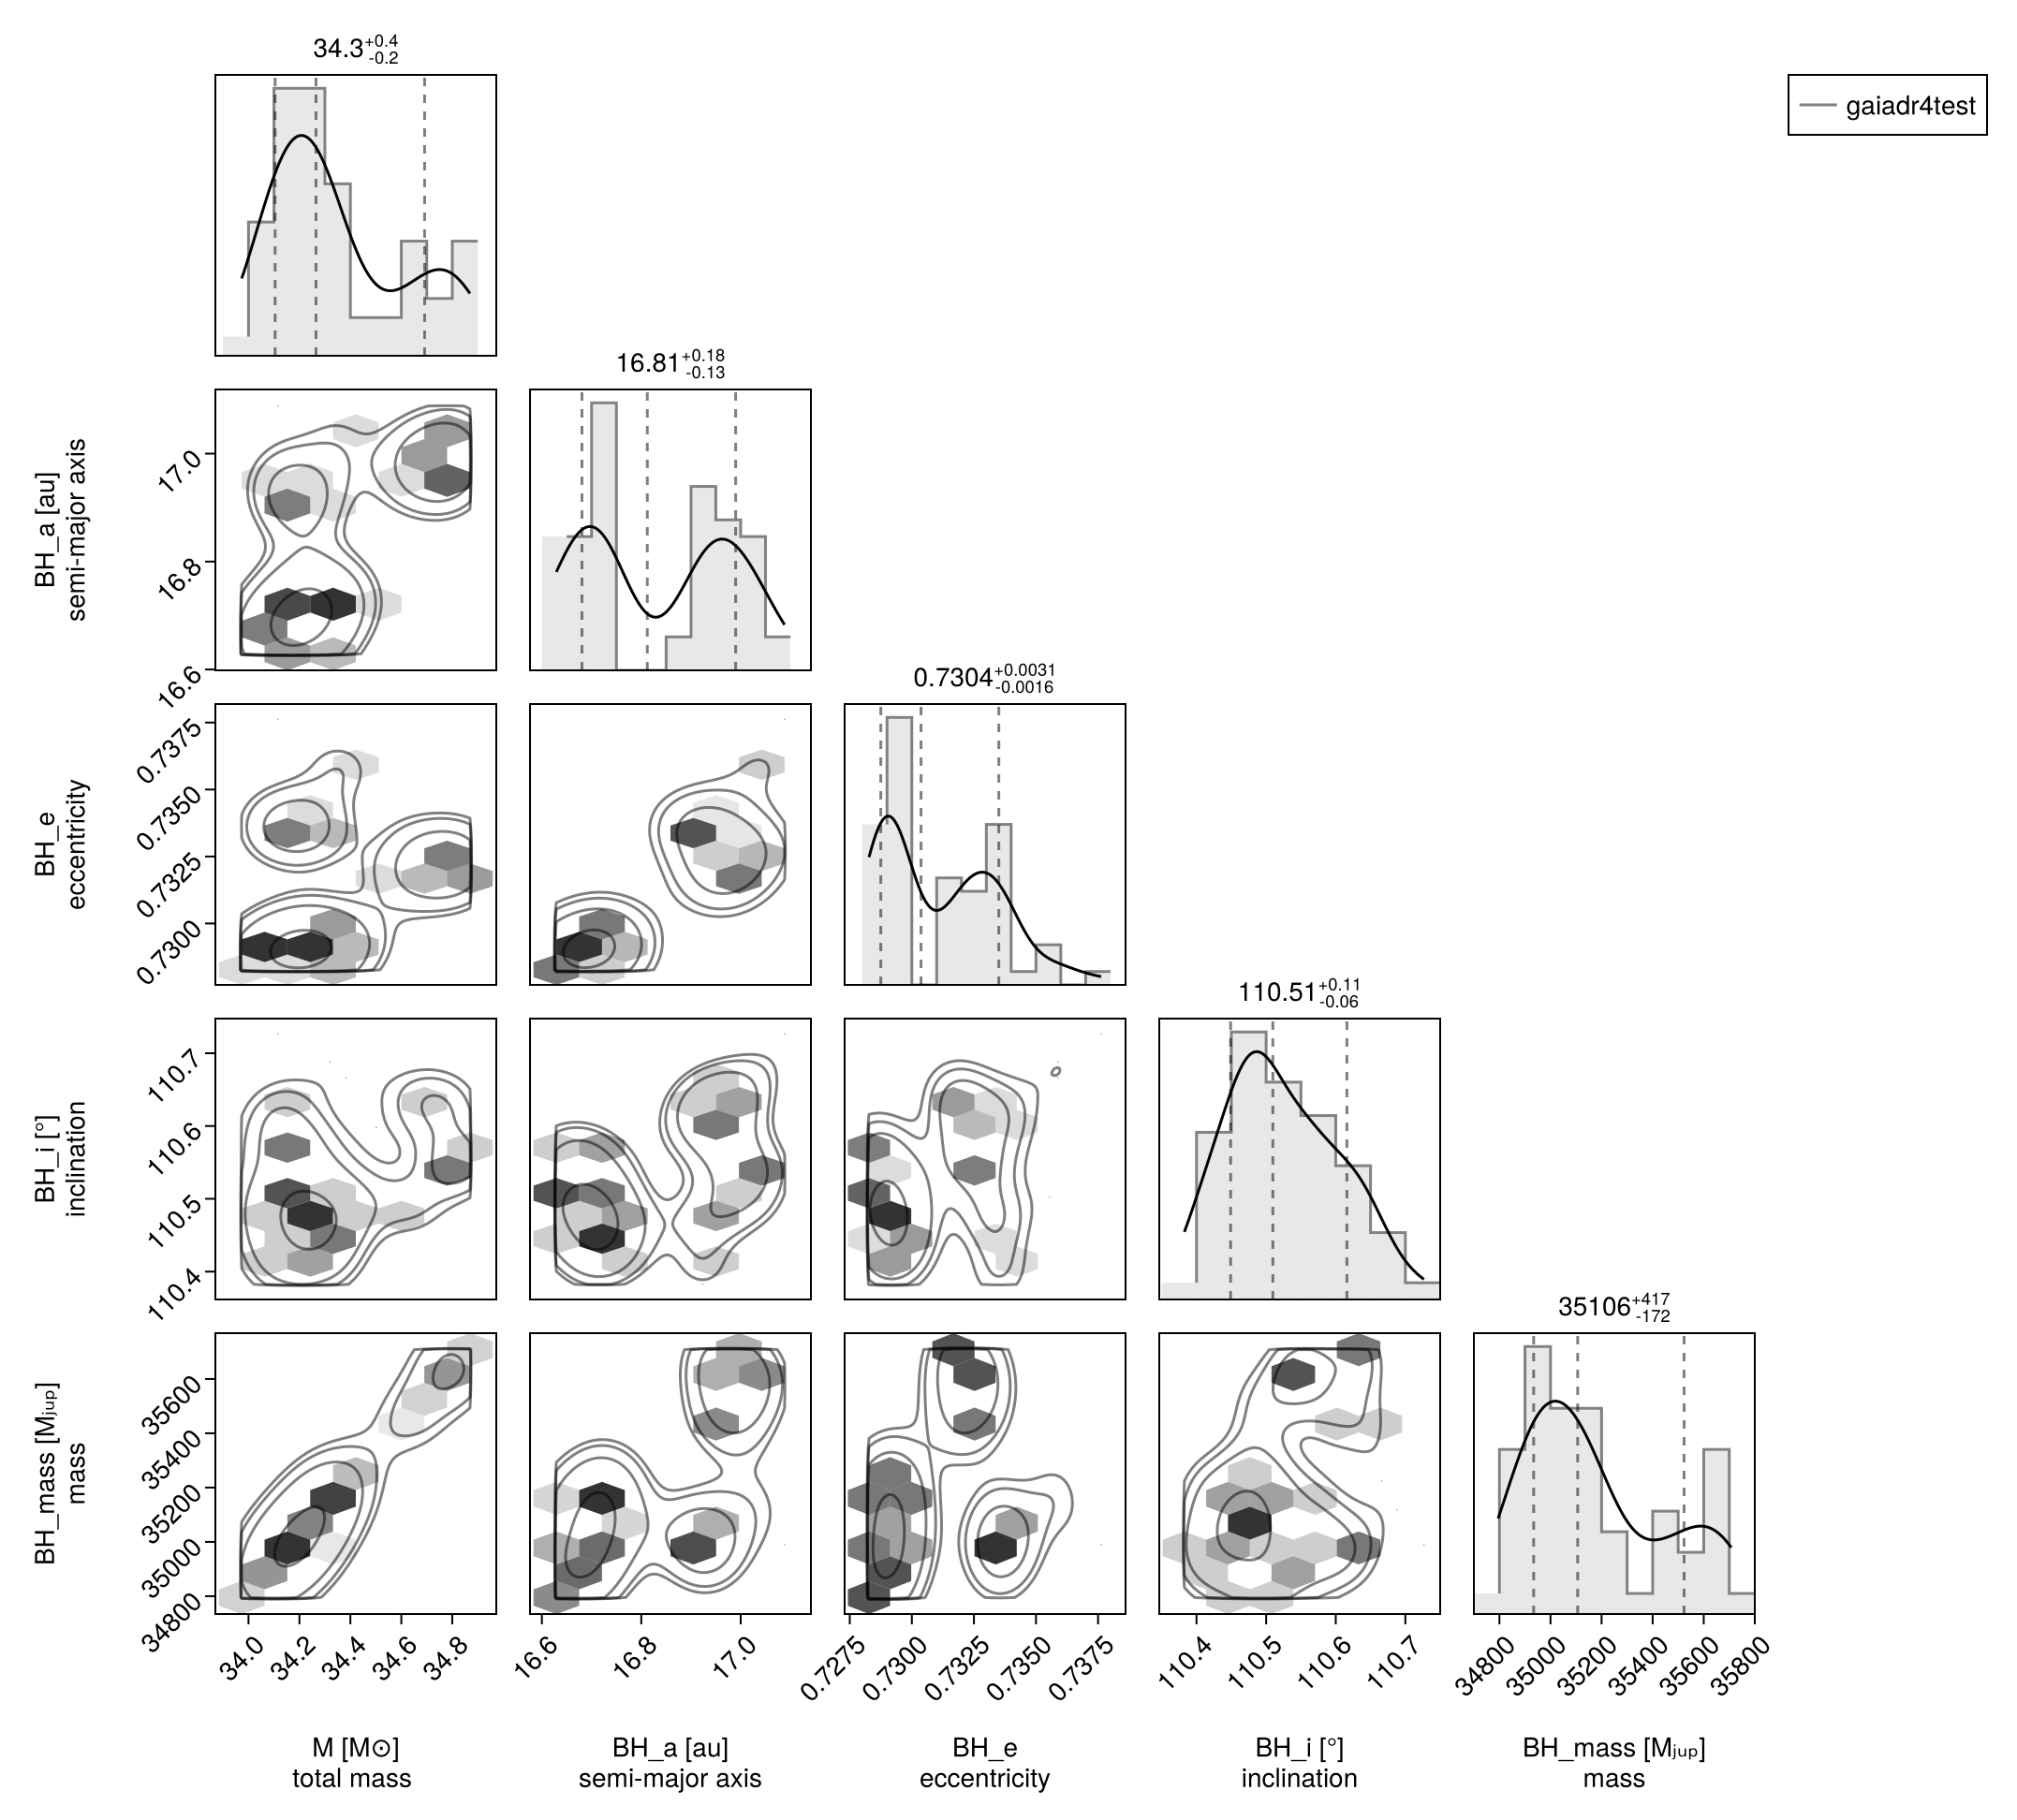 34.3+0.4
-0.2
gaiadr4test
16.81+0.18
-0.13
BH_a [au]
semi-major axis
17.0
16.8
16.6
0.7304+0.0031
-0.0016
BH_e
eccentricity
0.7375
0.7350
0.7325
0.7300
110.51+0.11
-0.06
BH_i [°]
inclination
110.7
110.6
110.5
110.4
35106+417
-172
BH_mass [Mⱼᵤₚ]
mass
35600
35400
35200
35000
34800
34.0 34.2 34.4 34.6 34.8
16.6 16.8 17.0
0.7275 0.7300 0.7325 0.7350 0.7375
110.4 110.5 110.6 110.7
34800 35000 35200 35400 35600 35800
M [M⊙]
total mass
BH_a [au]
semi-major axis
BH_e
eccentricity
BH_i [°]
inclination
BH_mass [Mⱼᵤₚ]
mass